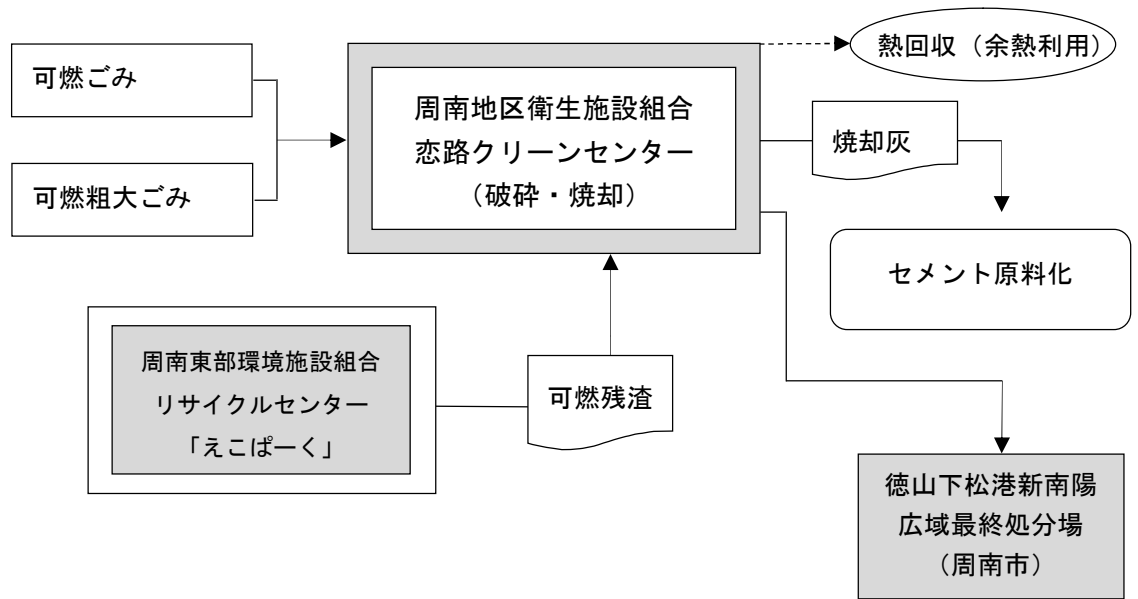 可燃ごみ
可燃粗大ごみ
周南地区衛生施設組合
恋路クリーンセンター
（破砕・焼却）
熱回収（余熱利用）
焼却灰
セメント原料化
周南東部環境施設組合
リサイクルセンター
「えこぱーく」
可燃残渣
徳山下松港新南陽
広域最終処分場
（周南市）